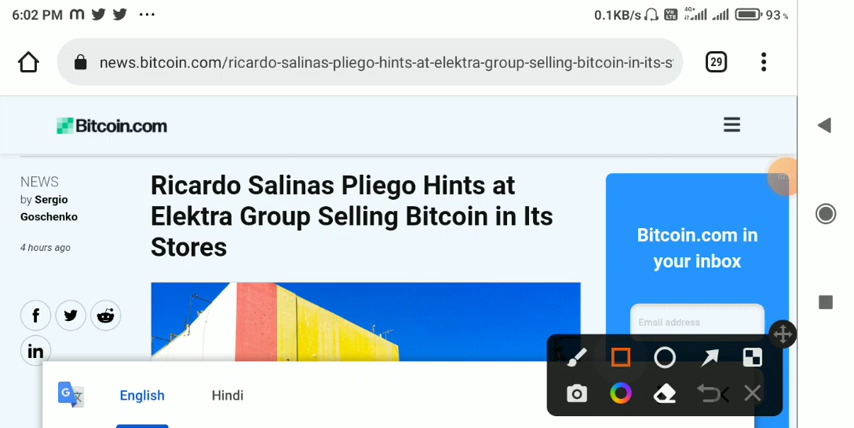 6:02 PM
0.1KB/s
4G+
93%
news.bitcoin.com/ricardo-salinas-pliego-hints-at-elektra-group-selling-bitcoin-in-its-s
29
Bitcoin.com
NEWS
by Sergio
Goschenko
4 hours ago
Ricardo Salinas Pliego Hints at
Elektra Group Selling Bitcoin in Its
Stores
Bitcoin.com in
your inbox
Email address
English
Hindi